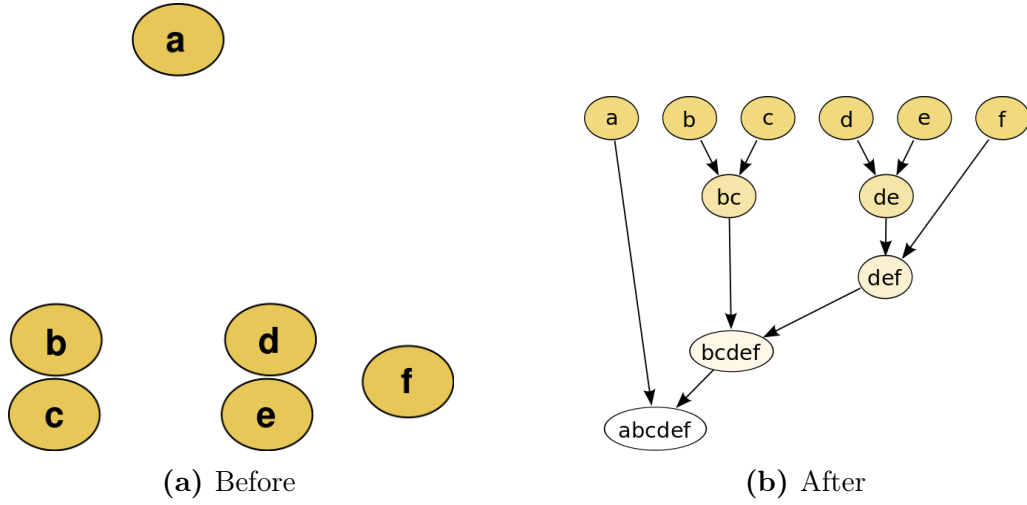 a
b
c
d
e
f
(a) Before
a b c d e f
bc de
def
bcdef
abcdef
(b) After